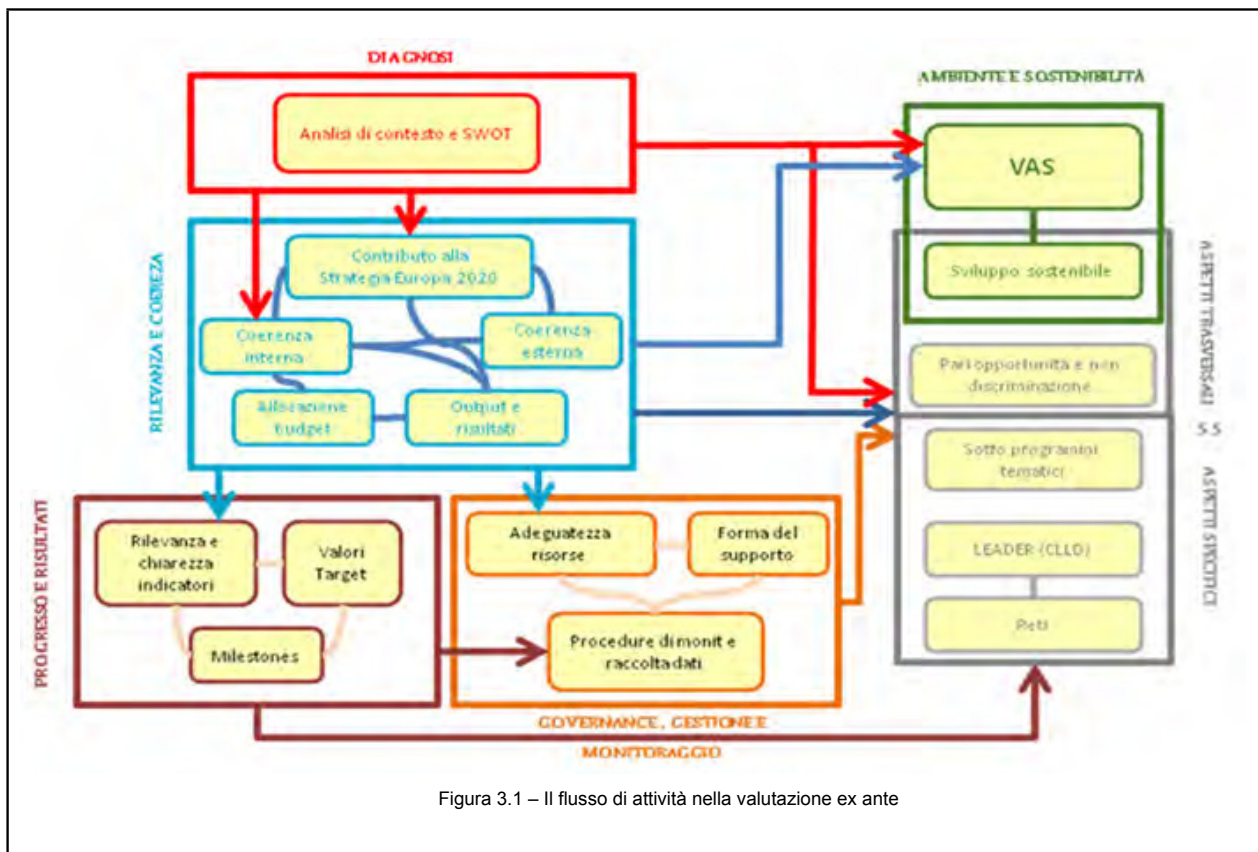 DIAGNOSI
Analisi di contesto e SWOT
AMBIENTE E SOSTENIBILITÀ
VAS
Sviluppo sostenibile
RILEVANZA E COEREZA
Contributo alla
Strategia Europa 2020
Coerenza
interna
Coerenza
esterna
Allocazione
budget
Output e
risultati
ASPETTI TRASVERSALI
Pari opportunità e non
discriminazione
5.5
ASPETTI SPECIFICI
Sotto programmi
tematici
LEADER (CLLD)
Reti
PROGRESSO E RISULTATI
Rilevanza e
chiarezza
indicatori
Valori
Target
Milestones
Adeguatezza
risorse
Forma del
supporto
Procedure di monit e
raccolta dati
GOVERNANCE, GESTIONE E
MONITORAGGIO
Figura 3.1 – Il flusso di attività nella valutazione ex ante